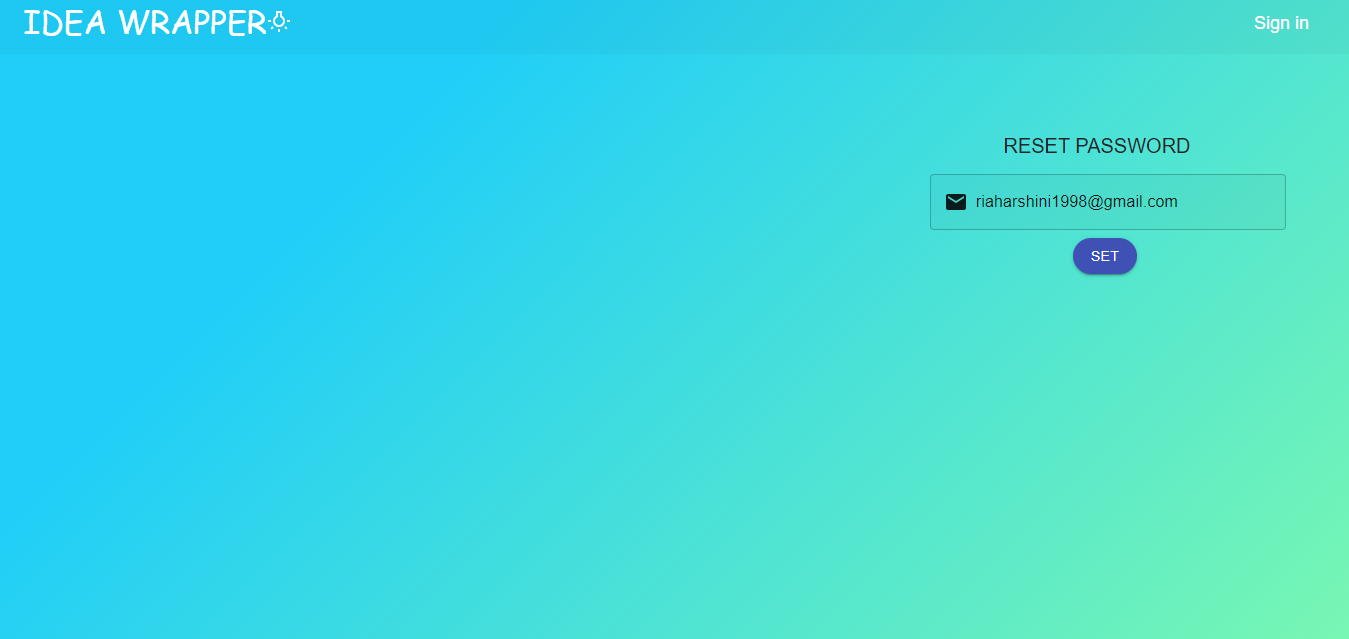 IDEA WRAPPER
Sign in
RESET PASSWORD
riaharshini1998@gmail.com
SET